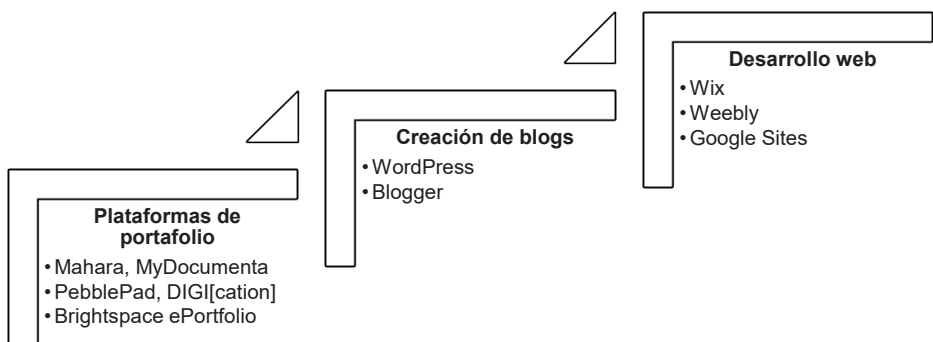 Plataformas de
portafolio
• Mahara, MyDocumenta
• PebblePad, DIGI[cation]
• Brightspace ePortfolio
Creación de blogs
• WordPress
• Blogger
Desarrollo web
• Wix
• Weebly
• Google Sites